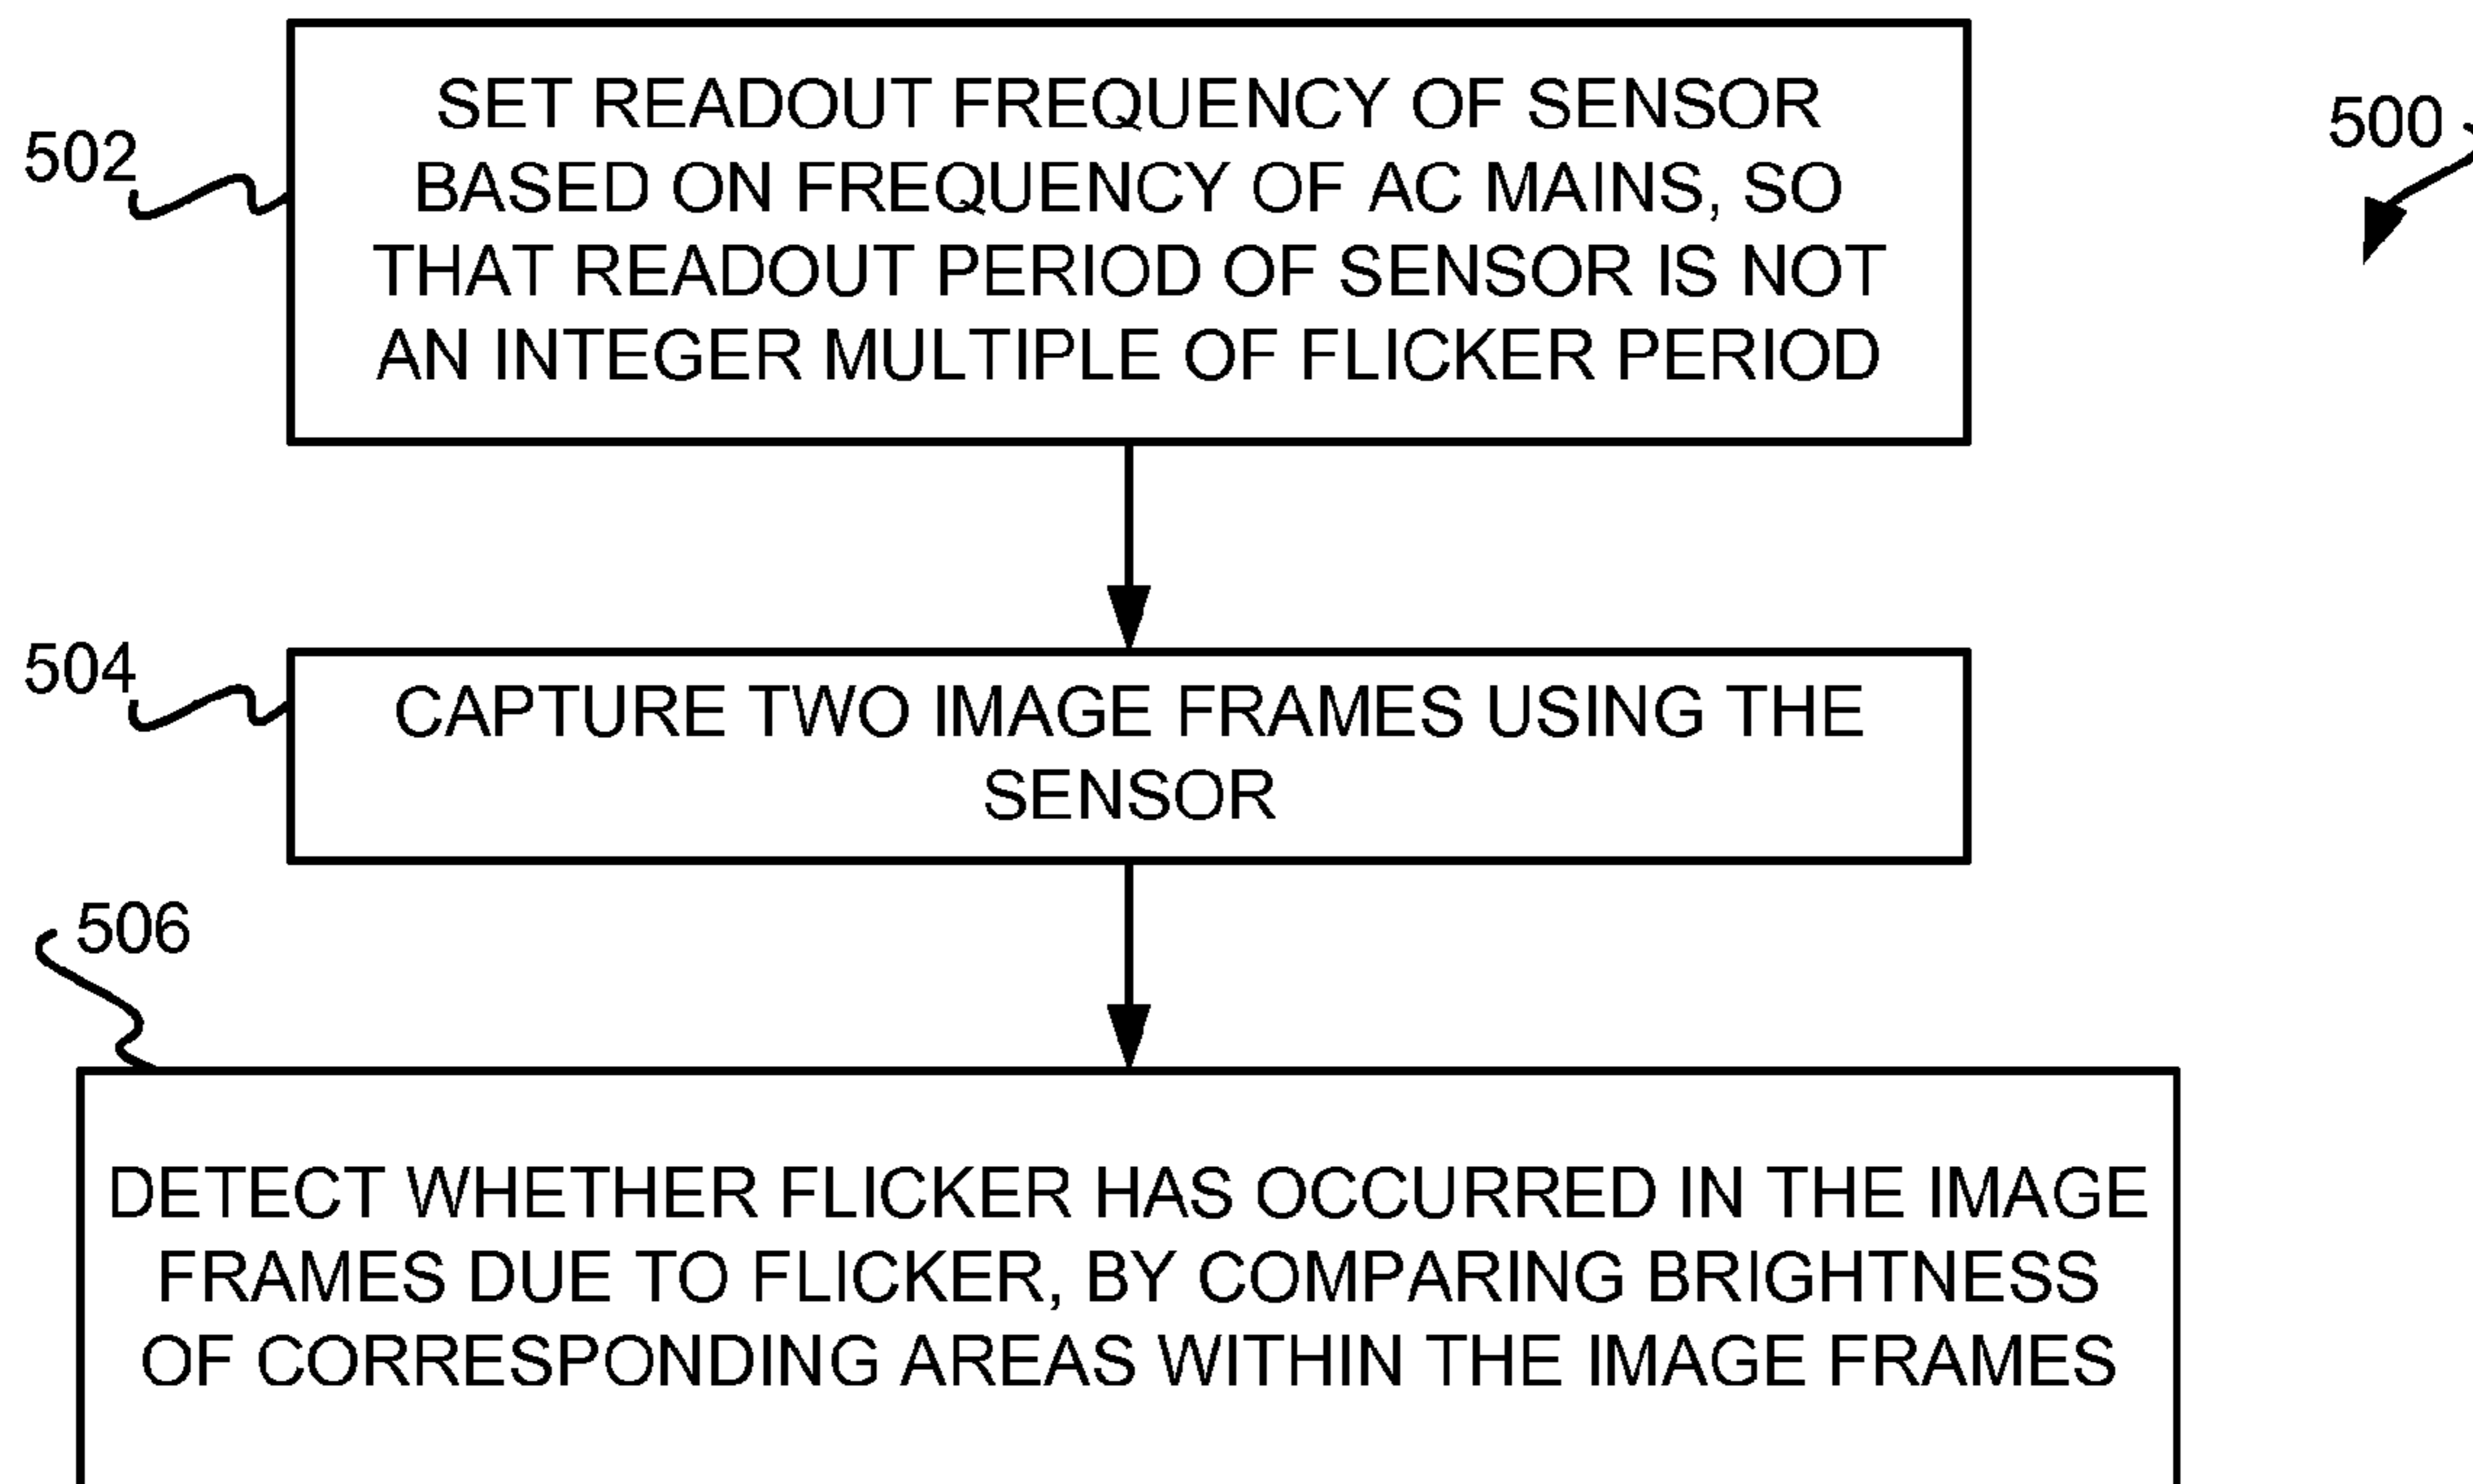 502
SET READOUT FREQUENCY OF SENSOR
BASED ON FREQUENCY OF AC MAINS, SO
THAT READOUT PERIOD OF SENSOR IS NOT
AN INTEGER MULTIPLE OF FLICKER PERIOD
500
504
CAPTURE TWO IMAGE FRAMES USING THE
SENSOR
506
DETECT WHETHER FLICKER HAS OCCURRED IN THE IMAGE
FRAMES DUE TO FLICKER, BY COMPARING BRIGHTNESS
OF CORRESPONDING AREAS WITHIN THE IMAGE FRAMES